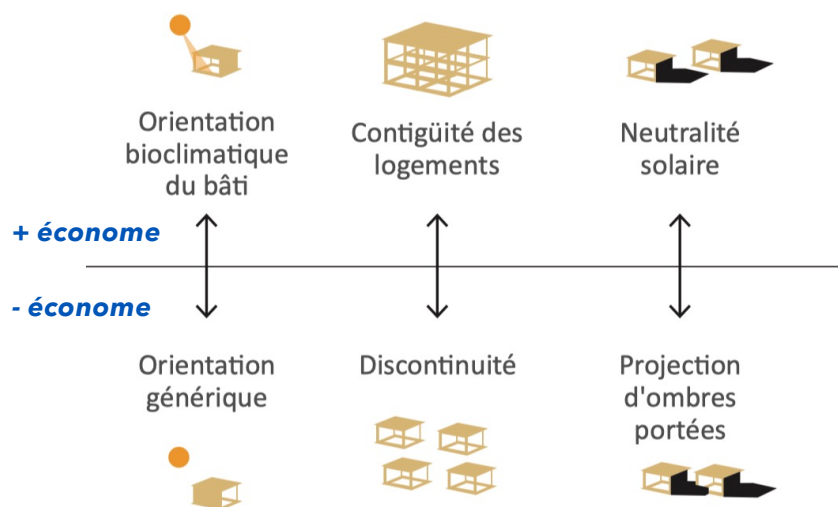 Orientation
bioclimatique
du bâti
Contigüité des
logements
Neutralité
solaire
+ économe
- économe
Orientation
générique
Discontinuité
Projection
d'ombres
portées